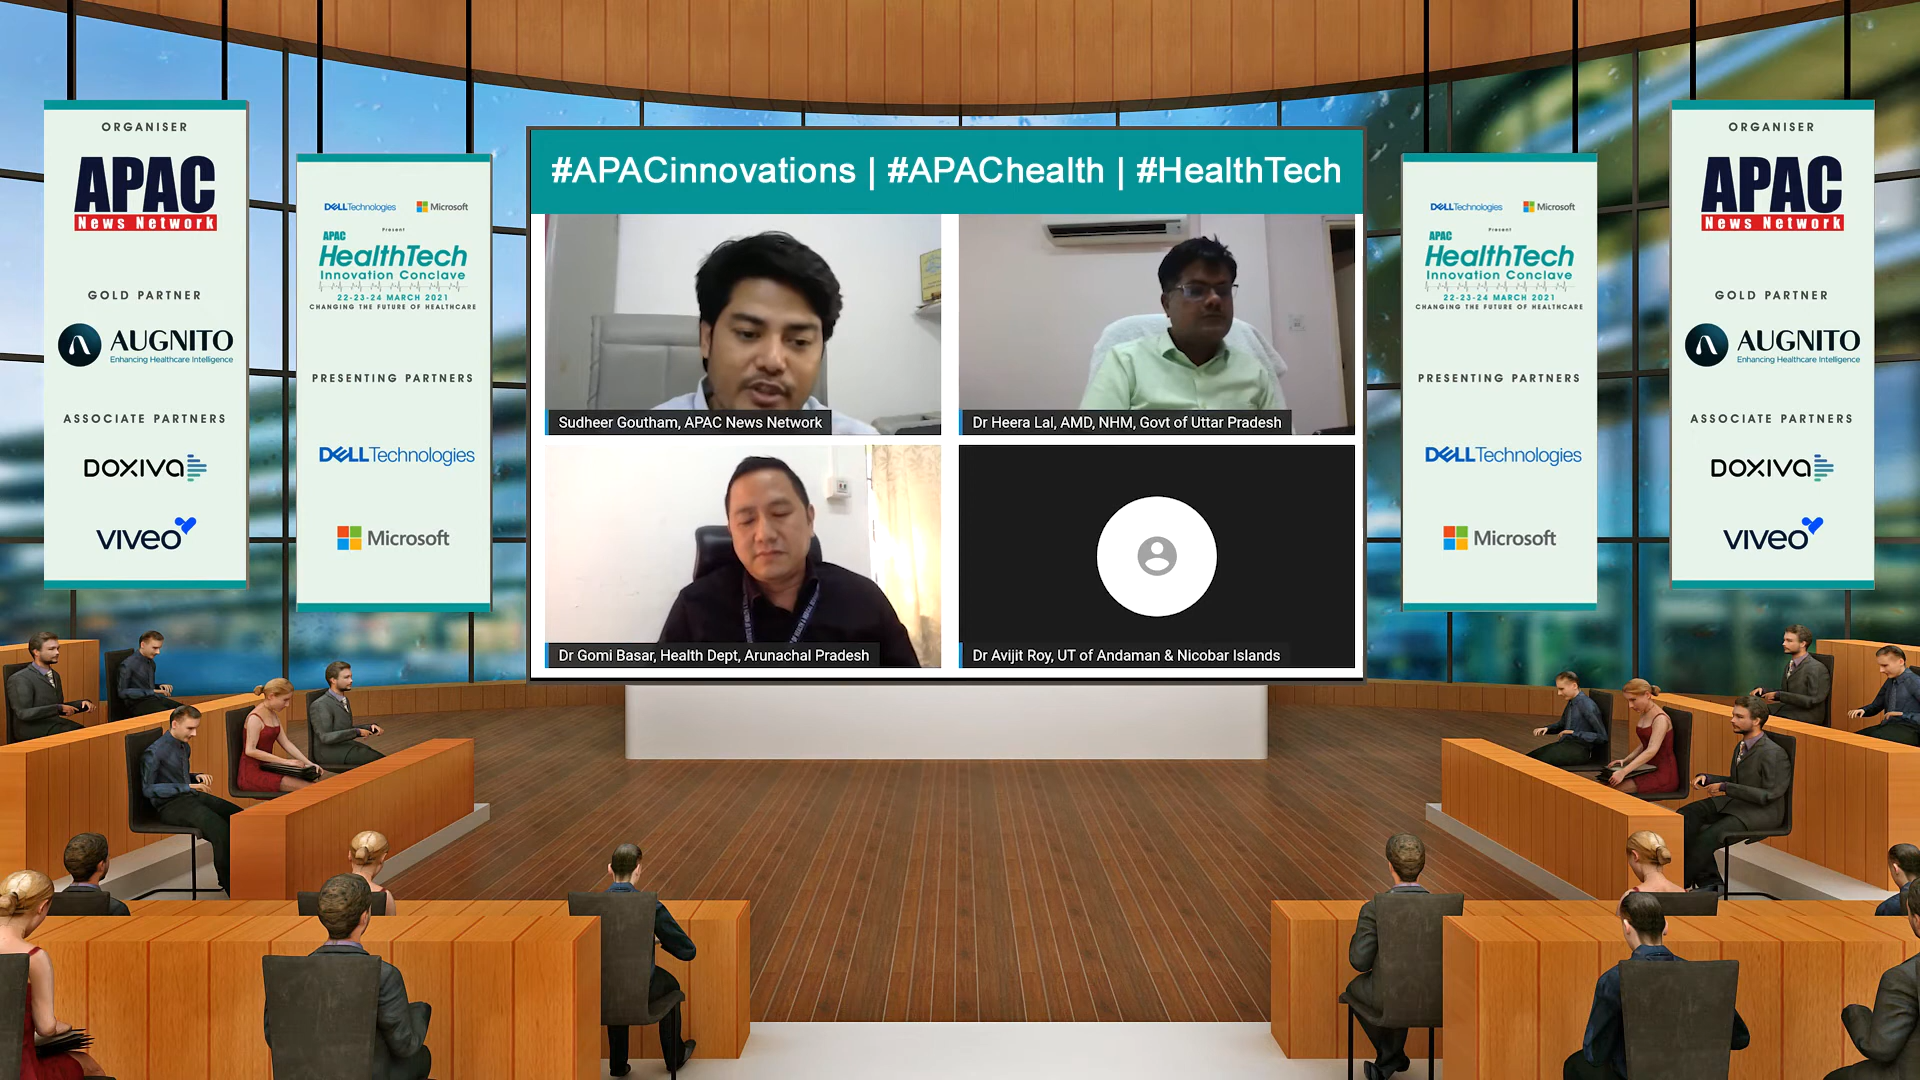 ORGANISER
APAC
News Network
GOLD PARTNER
AUGNITO
Enhancing Healthcare Intelligence
ASSOCIATE PARTNERS
DOXIVA
VIVEO
DELL Technologies
Microsoft
Present
APAC
HealthTech
Innovation Conclave
22-23-24 MARCH 2021
CHANGING THE FUTURE OF HEALTHCARE
PRESENTING PARTNERS
DELL Technologies
Microsoft
#APACinnovations | #APAChealth | #HealthTech
Sudheer Goutham, APAC News Network
Dr Heera Lal, AMD, NHM, Govt of Uttar Pradesh
Dr Gomi Basar, Health Dept, Arunachal Pradesh
Dr Avijit Roy, UT of Andaman & Nicobar Islands
DELL Technologies
Microsoft
Present
APAC
HealthTech
Innovation Conclave
22-23-24 MARCH 2021
CHANGING THE FUTURE OF HEALTHCARE
PRESENTING PARTNERS
DELL Technologies
Microsoft
ORGANISER
APAC
News Network
GOLD PARTNER
AUGNITO
Enhancing Healthcare Intelligence
ASSOCIATE PARTNERS
DOXIVA
VIVEO